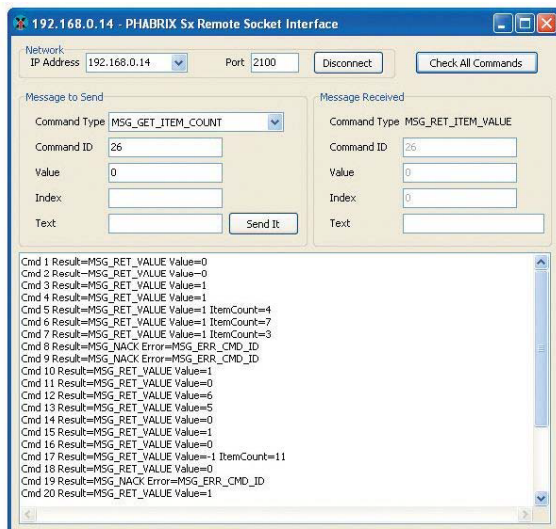 192.168.0.14 - PHABRIX Sx Remote Socket Interface
Network
IP Address 192.168.0.14 Port 2100 Disconnect Check All Commands
Message to Send
Command Type MSG_GET_ITEM_COUNT
Command ID 26
Value 0
Index
Text Send It
Message Received
Command Type MSG_RET_ITEM_VALUE
Command ID 26
Value 0
Index 0
Text
Cmd 1 Result=MSG_RET_VALUE Value=0
Cmd 2 Result=MSG_RET_VALUE Value=0
Cmd 3 Result=MSG_RET_VALUE Value=1
Cmd 4 Result=MSG_RET_VALUE Value=1
Cmd 5 Result=MSG_RET_VALUE Value=1 ItemCount=4
Cmd 6 Result=MSG_RET_VALUE Value=1 ItemCount=7
Cmd 7 Result=MSG_RET_VALUE Value=1 ItemCount=3
Cmd 8 Result=MSG_NACK Error=MSG_ERR_CMD_ID
Cmd 9 Result=MSG_NACK Error=MSG_ERR_CMD_ID
Cmd 10 Result=MSG_RET_VALUE Value=1
Cmd 11 Result=MSG_RET_VALUE Value=0
Cmd 12 Result=MSG_RET_VALUE Value=6
Cmd 13 Result=MSG_RET_VALUE Value=5
Cmd 14 Result=MSG_RET_VALUE Value=0
Cmd 15 Result=MSG_RET_VALUE Value=1
Cmd 16 Result=MSG_RET_VALUE Value=0
Cmd 17 Result=MSG_RET_VALUE Value=-1 ItemCount=11
Cmd 18 Result=MSG_RET_VALUE Value=0
Cmd 19 Result=MSG_NACK Error=MSG_ERR_CMD_ID
Cmd 20 Result=MSG_RET_VALUE Value=1